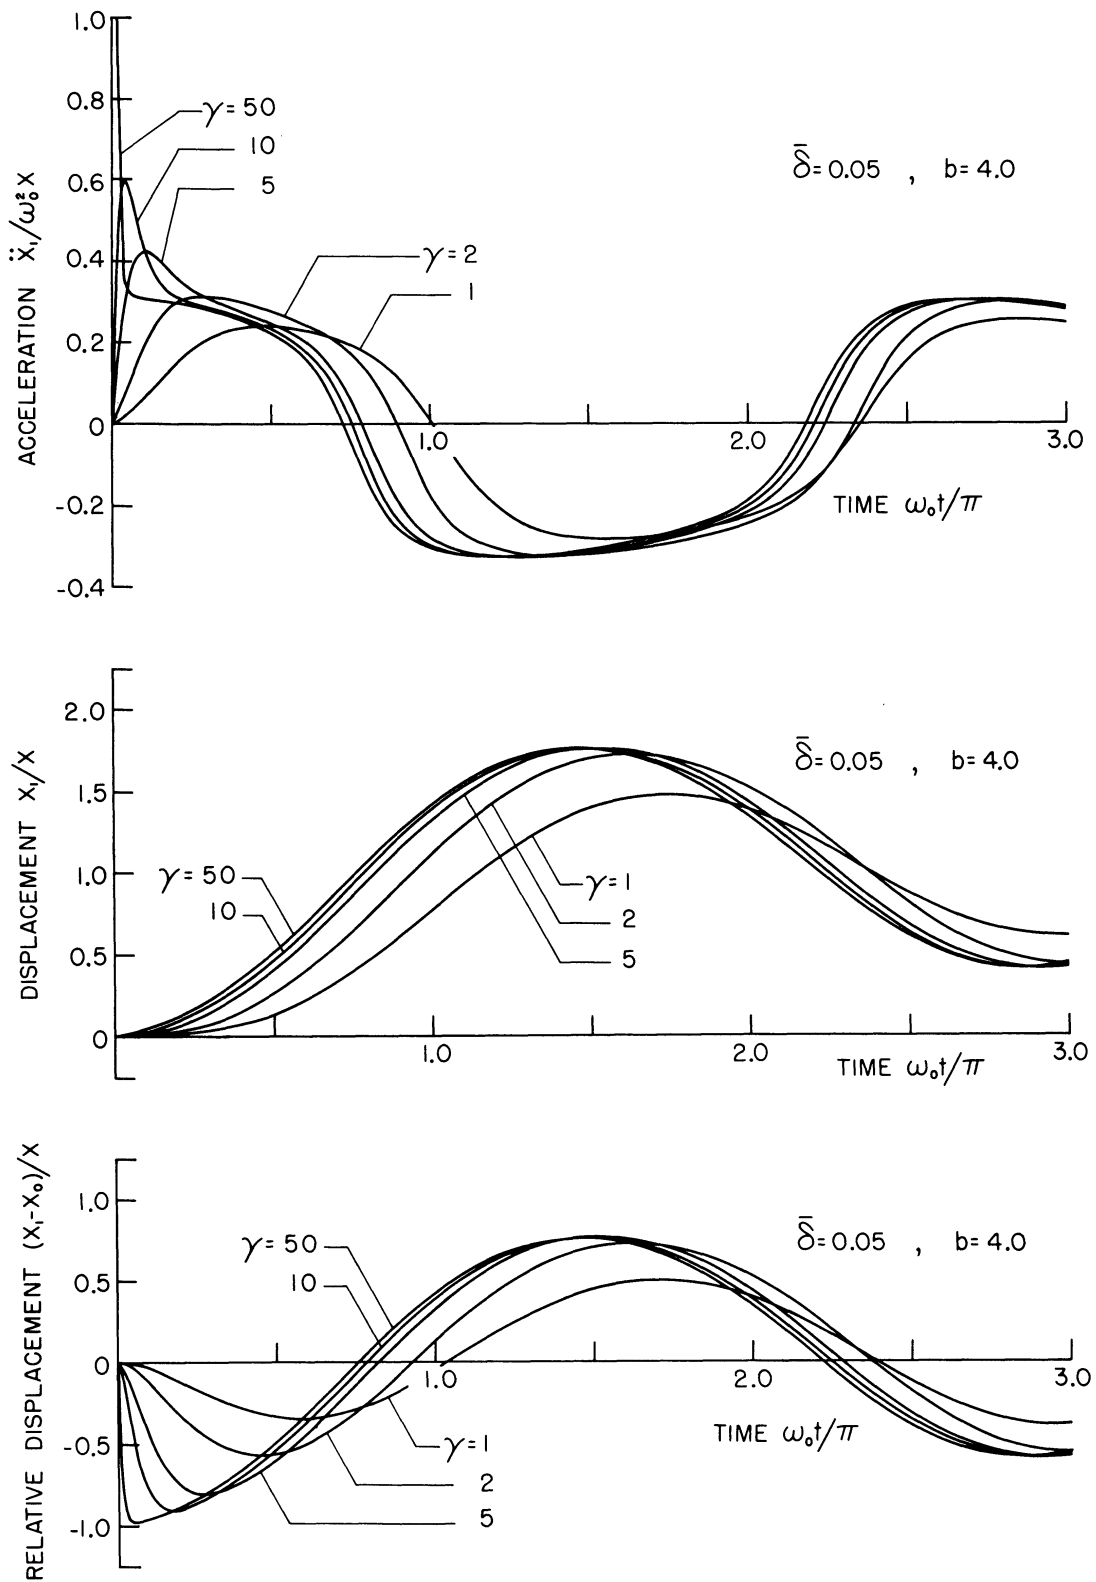 1.0
0.8
0.6
0.4
0.2
0
-0.2
-0.4
ACCELERATION ẍ₁/ω₀²X
γ=50
10
5
γ=2
1
δ̄=0.05 , b=4.0
1.0
2.0
3.0
TIME ω₀t/π
2.0
1.5
1.0
0.5
0
DISPLACEMENT X₁/X
γ=50
10
γ=1
2
5
δ̄=0.05 , b=4.0
1.0
2.0
3.0
TIME ω₀t/π
1.0
0.5
0
-0.5
-1.0
RELATIVE DISPLACEMENT (X₁-X₀)/X
γ=50
10
γ=1
2
5
δ̄=0.05 , b=4.0
1.0
2.0
3.0
TIME ω₀t/π